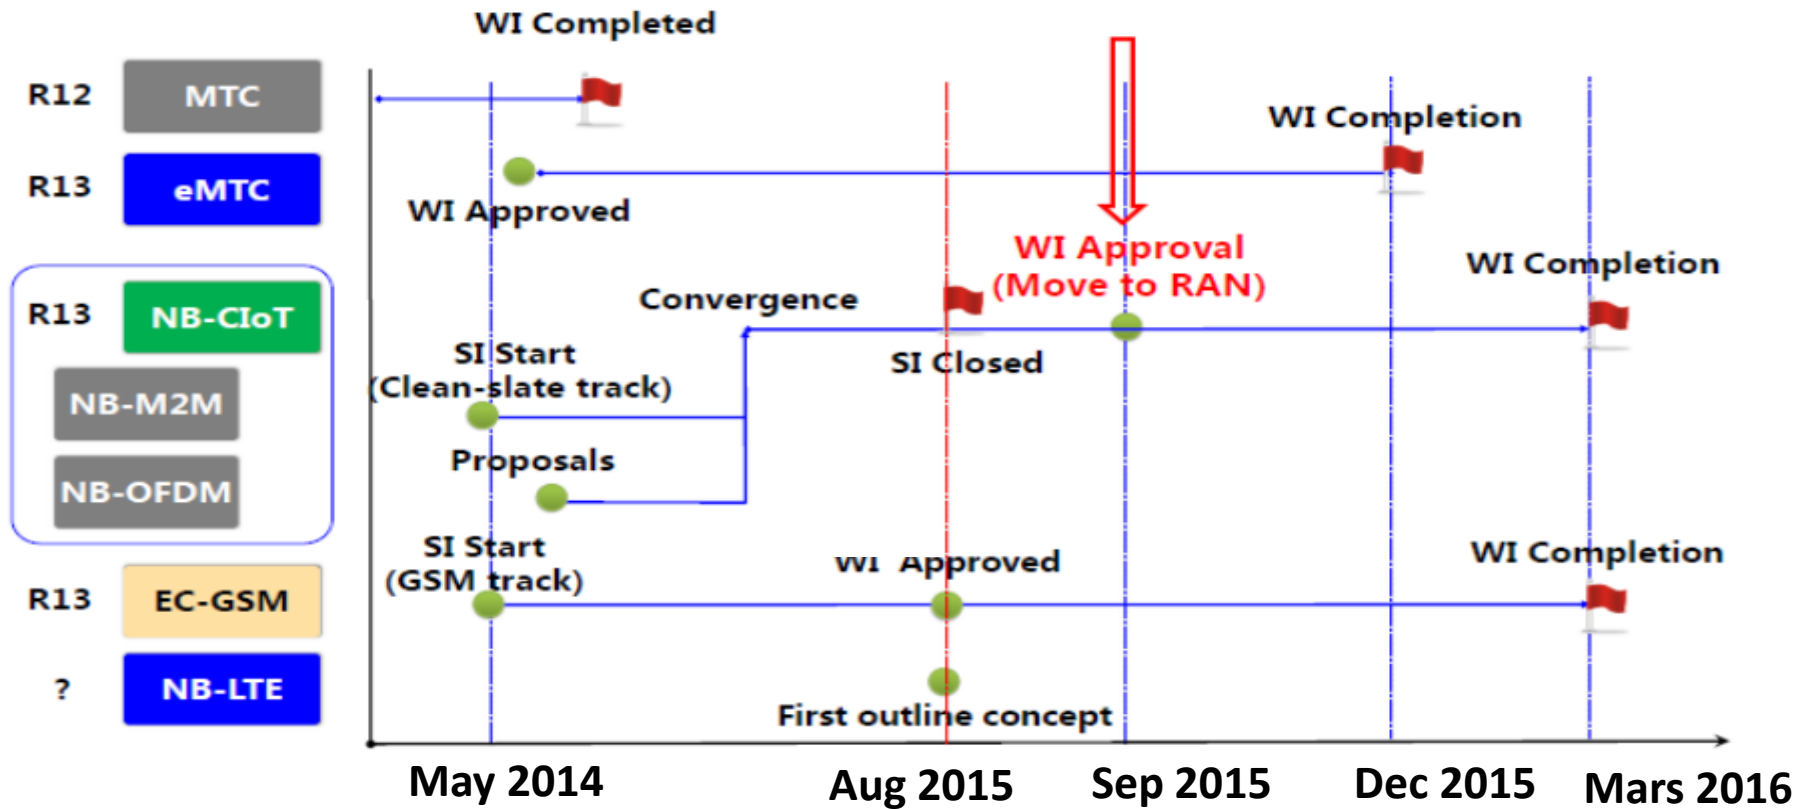 WI Completed
R12 MTC
WI Completion
R13 eMTC
WI Approved
WI Approval
(Move to RAN)
WI Completion
Convergence
R13 NB-CIoT
SI Start
(Clean-slate track)
SI Closed
NB-M2M
Proposals
NB-OFDM
SI Start
(GSM track)
WI Approved
WI Completion
R13 EC-GSM
? NB-LTE
First outline concept
May 2014 Aug 2015 Sep 2015 Dec 2015 Mars 2016